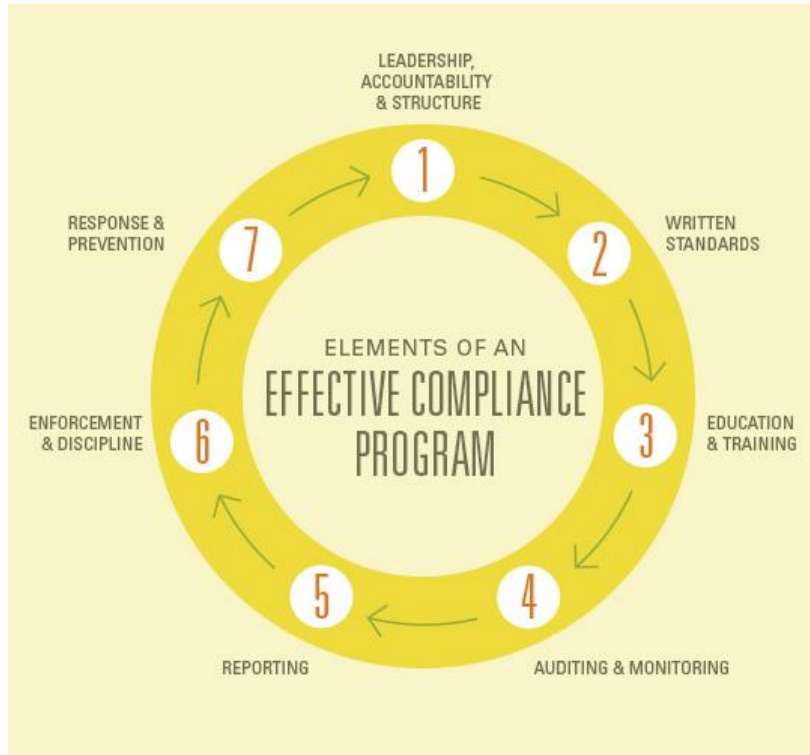 LEADERSHIP,
ACCOUNTABILITY
& STRUCTURE
1
2
WRITTEN
STANDARDS
3
EDUCATION
& TRAINING
4
AUDITING & MONITORING
5
REPORTING
6
ENFORCEMENT
& DISCIPLINE
7
RESPONSE &
PREVENTION
ELEMENTS OF AN
EFFECTIVE COMPLIANCE
PROGRAM